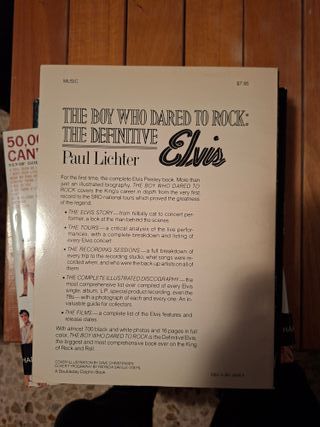 MUSIC
$7.95
THE BOY WHO DARED TO ROCK:
THE DEFINITIVE Elvis
Paul Lichter
For the first time, the complete Elvis Presley book. More than
just an illustrated biography, THE BOY WHO DARED TO
ROCK covers the King's career in depth from the very first
record to the SRO national tours which proved the greatness
of the legend.
• THE ELVIS STORY—from hillbilly cat to concert per-
former, a look at the man behind the scenes.
• THE TOURS—a critical analysis of the live perfor-
mances, with a complete breakdown and listing of
every Elvis concert.
• THE RECORDING SESSIONS—a full breakdown of
every trip to the recording studio, what songs were re-
corded when, and who were the back-up artists on all of
them.
• THE COMPLETE ILLUSTRATED DISCOGRAPHY—the
most comprehensive list ever compiled of every Elvis
single, album, L.P., special product recording, even the
78s—with a photograph of each and every one. An in-
valuable guide for collectors.
• THE FILMS—a complete list of the Elvis features and
release dates.
With almost 700 black and white photos and 16 pages in full
color, THE BOY WHO DARED TO ROCK is the Definitive Elvis,
the biggest and most comprehensive book ever on the King
of Rock and Roll.
A Doubleday Dolphin Book
50,0
CAN